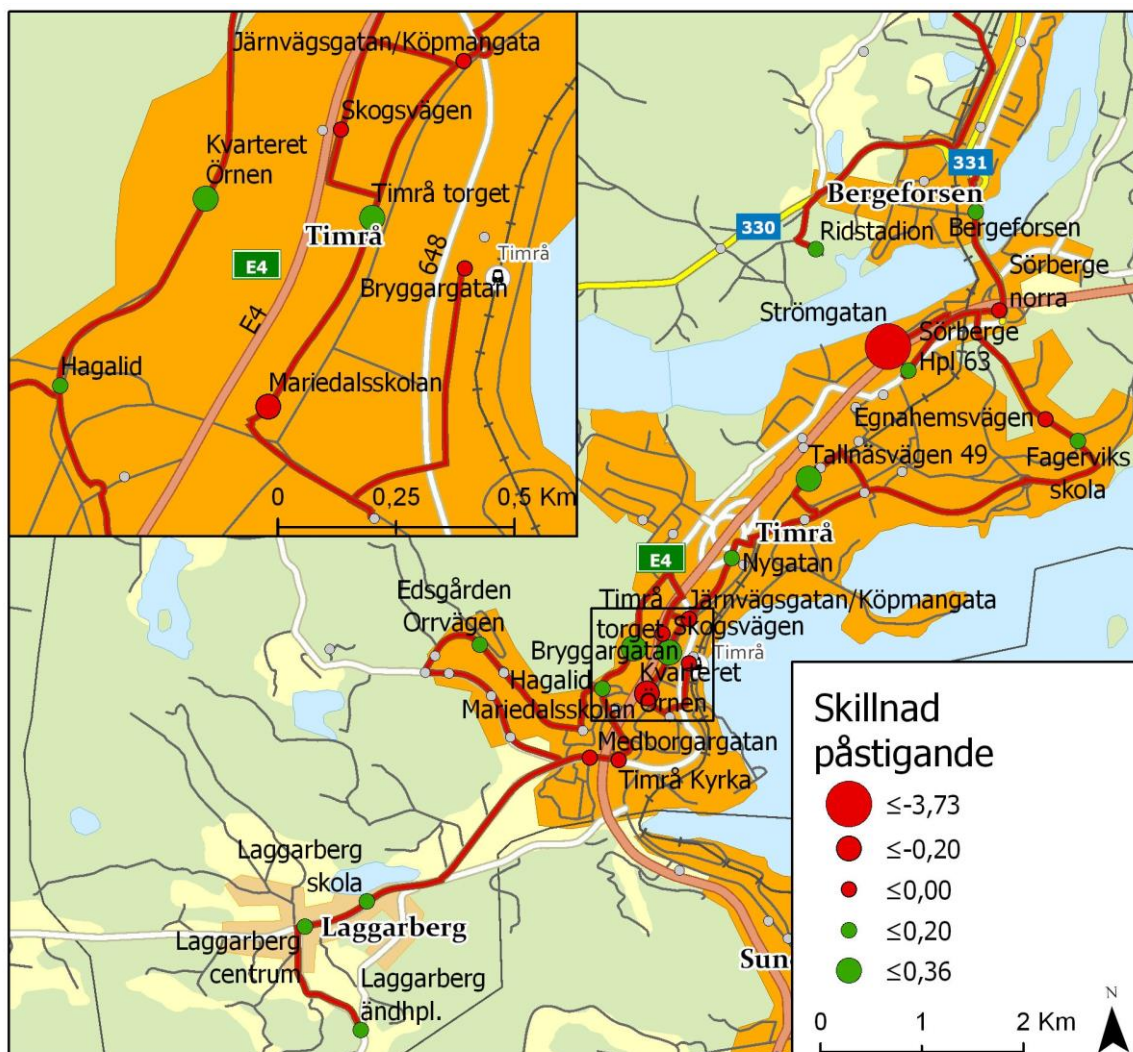 Järnvägsgatan/Köpmangata
Skogsvägen
Kvarteret
Örnen
Timrå torget
Timrå
E4
648
Timrå
Bryggargatan
E4
Hagalid
Mariedalsskolan
0 0,25 0,5 Km
331
Bergeforsen
330
Ridstadion
Bergeforsen
Sörberge
norra
Strömgatan
Sörberge
Hpl 63
Egnahemsvägen
Tallnäsvägen 49
Fagerviks
skola
Timrå
E4
Nygatan
Edsgården
Orrvägen
Timrå
torget
Järnvägsgatan/Köpmangata
Skogsvägen
Bryggargatan
Timrå
Hagalid
Kvarteret
Örnen
Mariedalsskolan
Medborgargatan
Timrå Kyrka
Laggarberg
skola
Laggarberg
Laggarberg
centrum
Laggarberg
ändhpl.
Sun
Skillnad
påstigande
≤-3,73
≤-0,20
≤0,00
≤0,20
≤0,36
0 1 2 Km
N